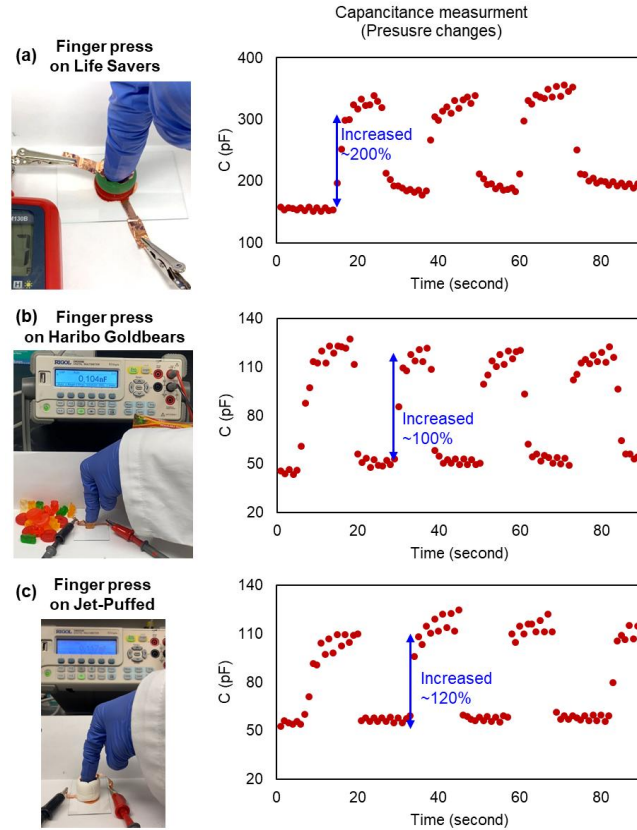 Capancitance measurment
(Presusre changes)
(a)
Finger press
on Life Savers
M130B
H
C (pF)
400
300
200
100
Increased
~200%
0
20
40
60
80
Time (second)
(b)
Finger press
on Haribo Goldbears
RIGOL
0.104nF
C (pF)
140
110
80
50
20
Increased
~100%
0
20
40
60
80
Time (second)
(c)
Finger press
on Jet-Puffed
C (pF)
140
110
80
50
20
Increased
~120%
0
20
40
60
80
Time (second)